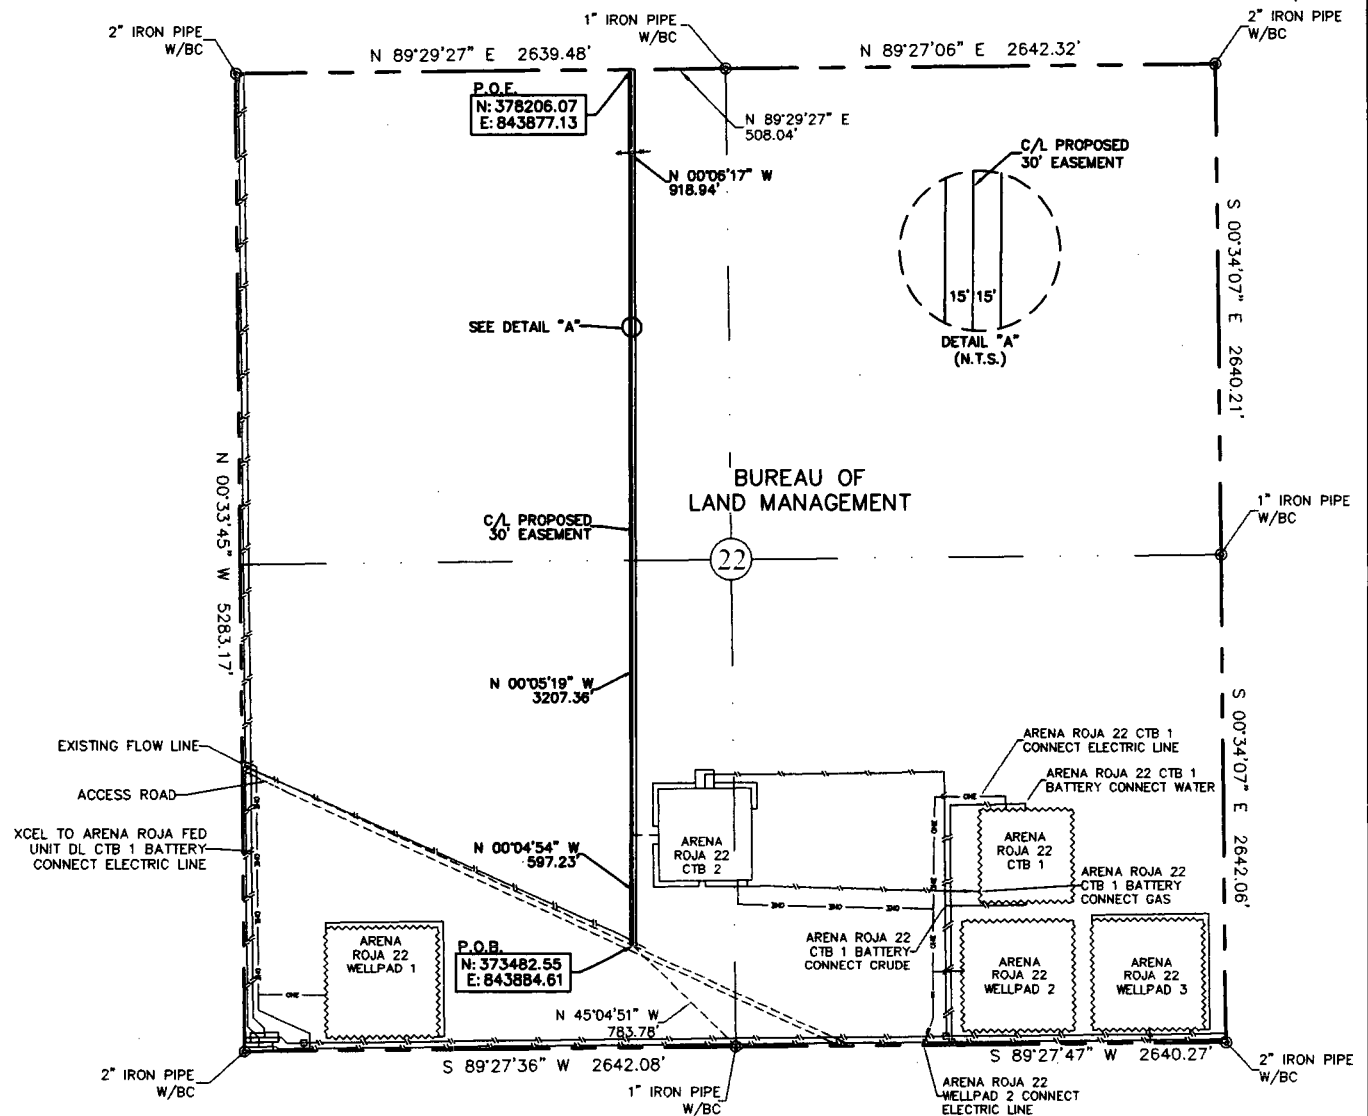 2" IRON PIPE
W/BC
N 89°29'27" E 2639.48'
1" IRON PIPE
W/BC
N 89°27'06" E 2642.32'
2" IRON PIPE
W/BC
P.O.E.
N: 378206.07
E: 843877.13
N 89°29'27" E
508.04'
N 00°06'17" W
918.94'
C/L PROPOSED
30' EASEMENT
15' 15'
DETAIL "A"
(N.T.S.)
S 00°34'07" E 2640.21'
SEE DETAIL "A"
BUREAU OF
LAND MANAGEMENT
N 00°33'45" W 5283.17'
C/L PROPOSED
30' EASEMENT
1" IRON PIPE
W/BC
22
N 00°05'19" W
3207.36'
S 00°34'07" E 2642.06'
EXISTING FLOW LINE
ACCESS ROAD
XCEL TO ARENA ROJA FED
UNIT DL CTB 1 BATTERY
CONNECT ELECTRIC LINE
ARENA ROJA 22 CTB 1
CONNECT ELECTRIC LINE
ARENA ROJA 22 CTB 1
BATTERY CONNECT WATER
N 00°04'54" W
597.23'
ARENA
ROJA 22
CTB 2
ARENA
ROJA 22
CTB 1
ARENA ROJA 22
CTB 1 BATTERY
CONNECT GAS
ARENA
ROJA 22
WELLPAD 1
P.O.B.
N: 373482.55
E: 843884.61
ARENA ROJA 22
CTB 1 BATTERY
CONNECT CRUDE
ARENA
ROJA 22
WELLPAD 2
ARENA
ROJA 22
WELLPAD 3
N 45°04'51" W
783.78'
2" IRON PIPE
W/BC
S 89°27'36" W 2642.08'
1" IRON PIPE
W/BC
S 89°27'47" W 2640.27'
ARENA ROJA 22
WELLPAD 2 CONNECT
ELECTRIC LINE
2" IRON PIPE
W/BC